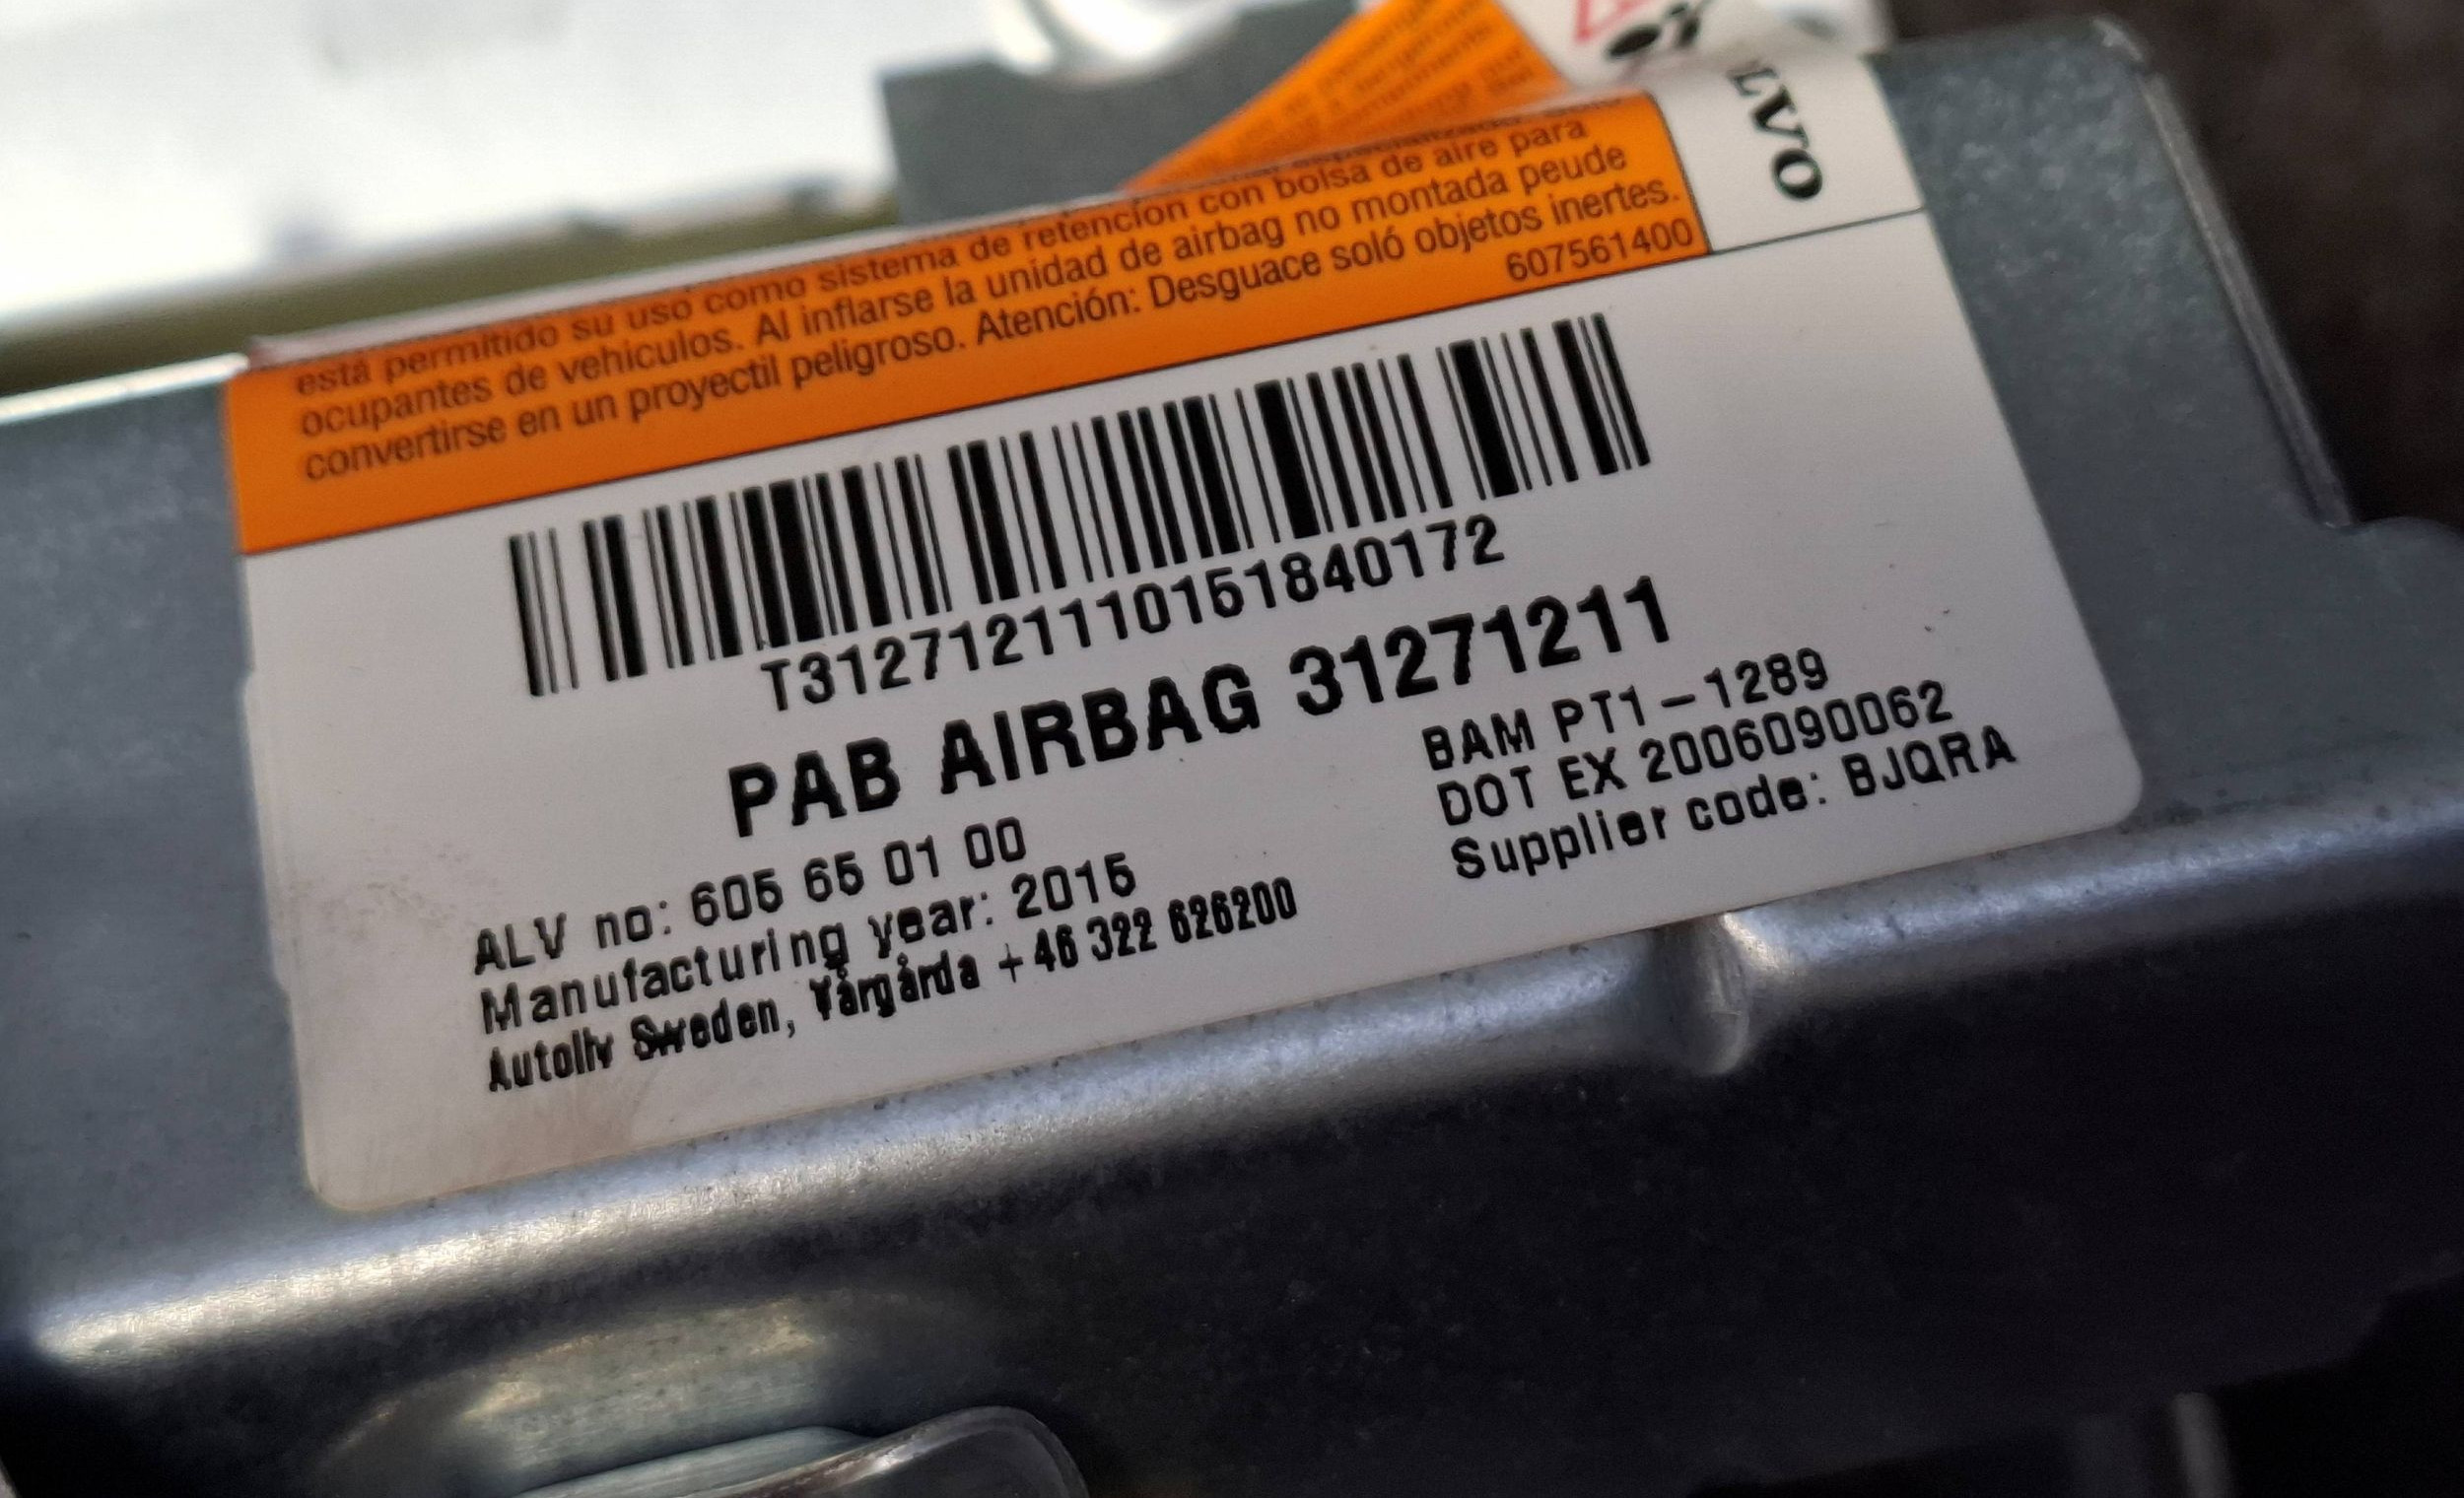 está permitido su uso como sistema de retencion con bolsa de aire para
ocupantes de vehiculos. Al inflarse la unidad de airbag no montada peude
convertirse en un proyectil peligroso. Atención: Desguace soló objetos inertes.
607561400
LVO
T3127121110151840172
PAB AIRBAG 31271211
ALV no: 605 65 01 00
Manufacturing year: 2015
Autoliv Sweden, Vårgårda +46 322 626200
BAM PT1-1289
DOT EX 2006090062
Supplier code: BJQRA